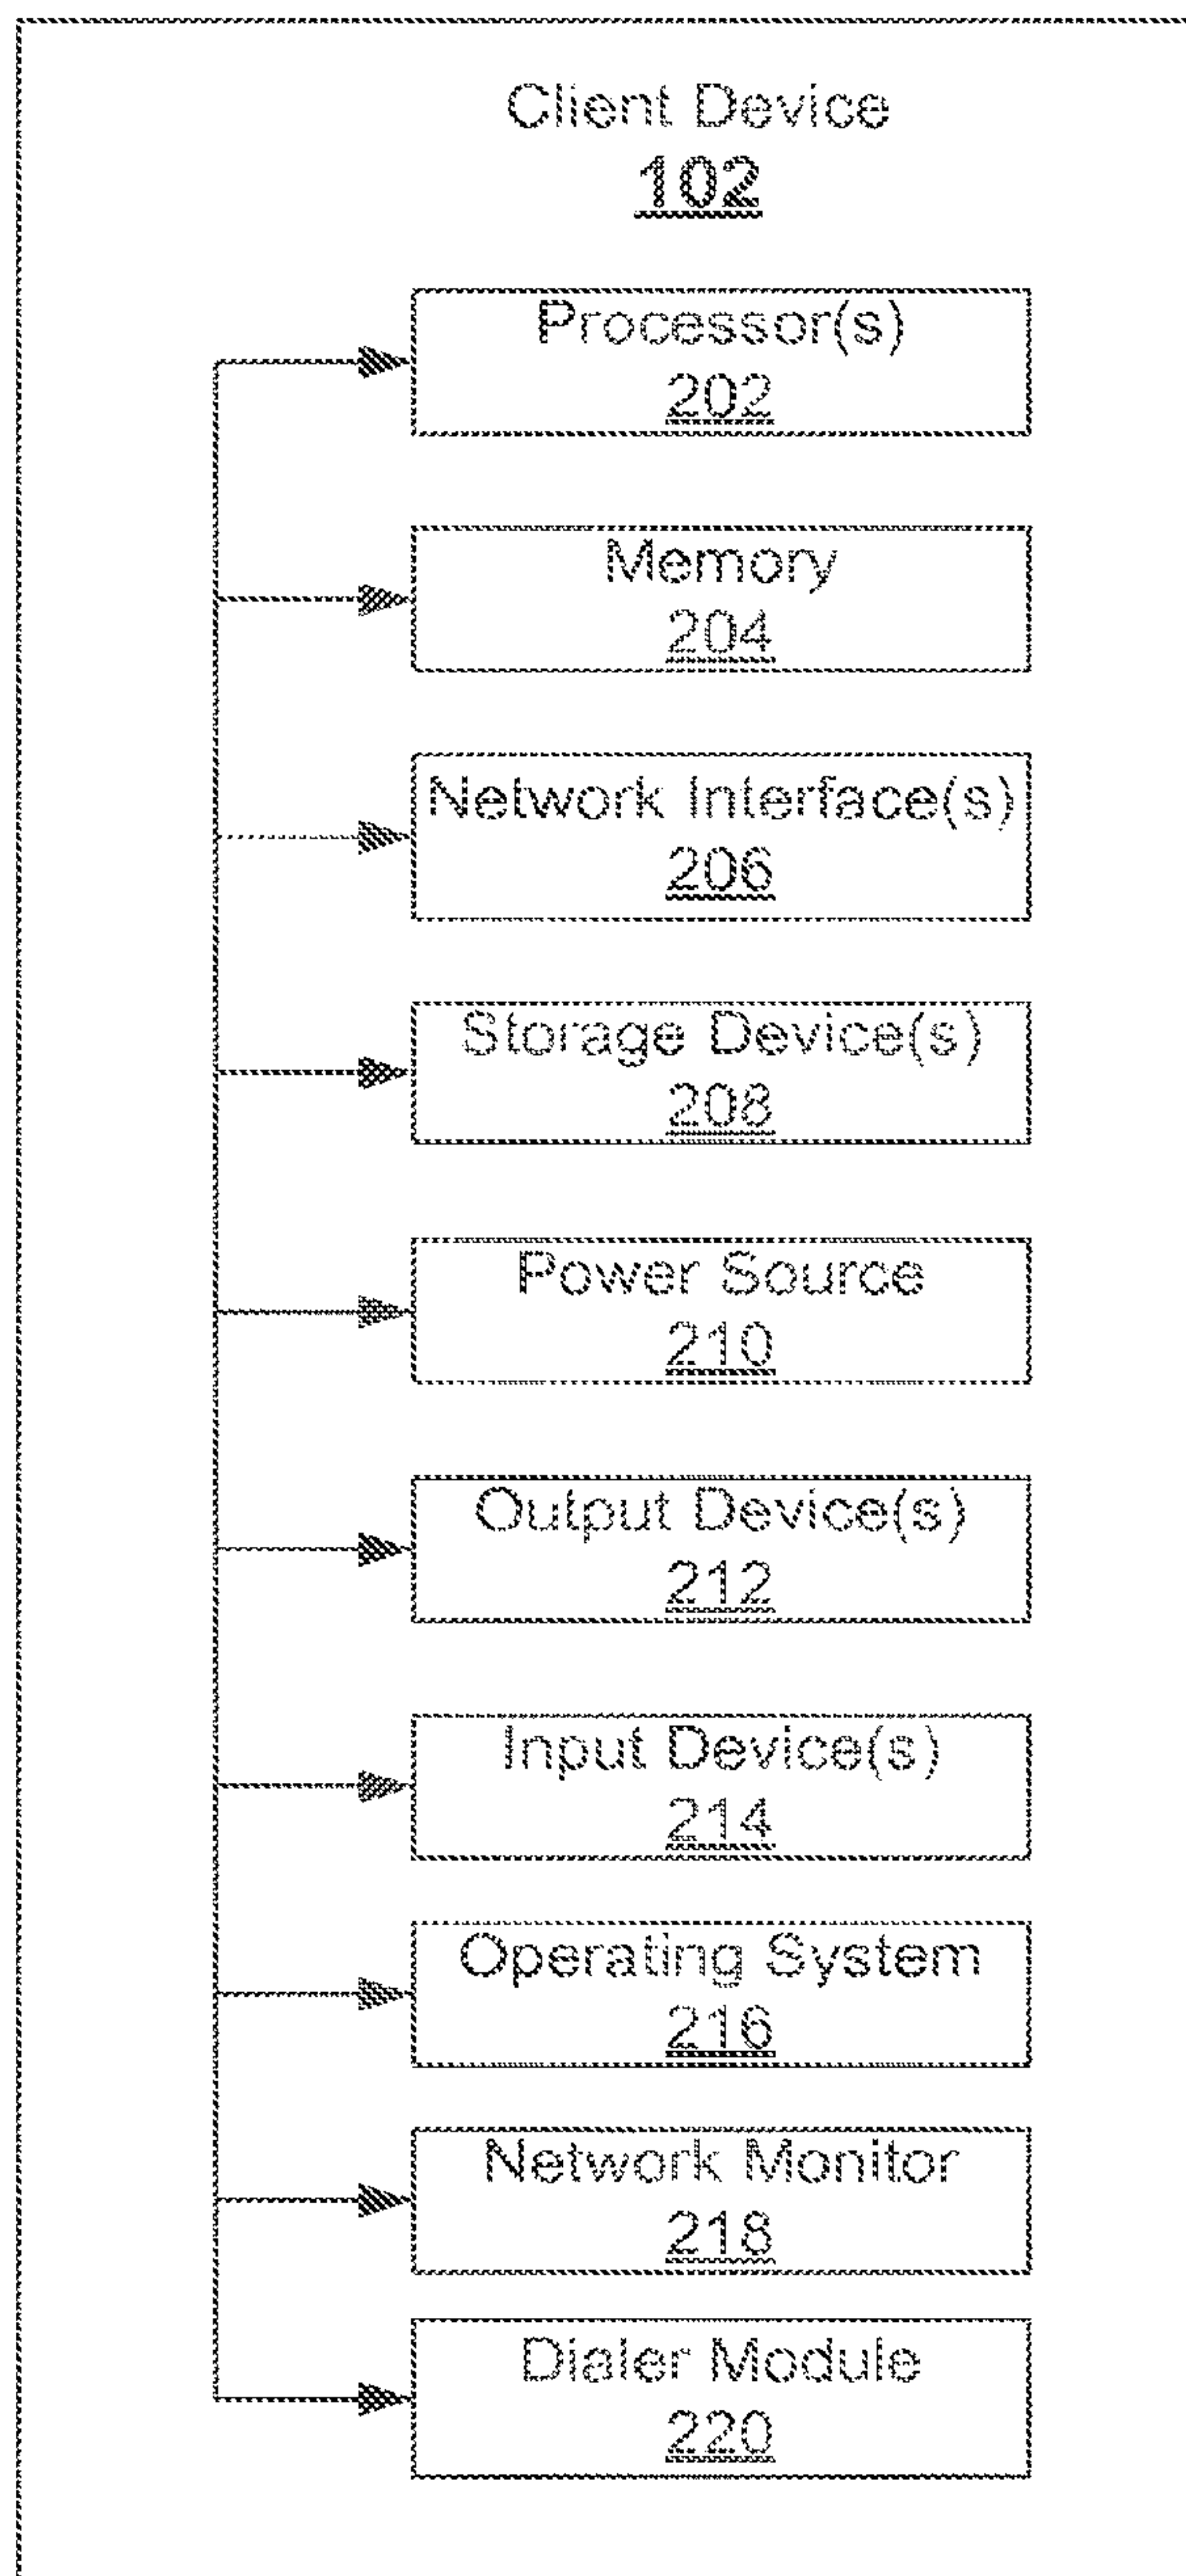 Client Device
102
Processor(s)
202
Memory
204
Network Interface(s)
206
Storage Device(s)
208
Power Source
210
Output Device(s)
212
Input Device(s)
214
Operating System
216
Network Monitor
218
Dialer Module
220